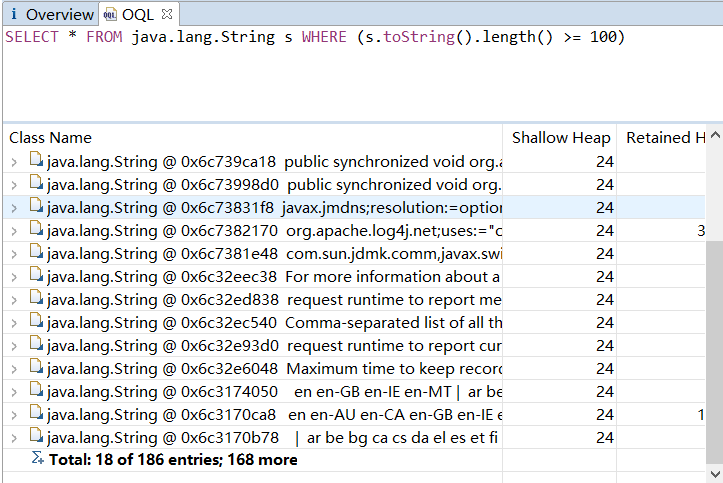 Overview OQL
SELECT * FROM java.lang.String s WHERE (s.toString().length() >= 100)
Class Name Shallow Heap Retained H
java.lang.String @ 0x6c739ca18 public synchronized void org.a 24
java.lang.String @ 0x6c73998d0 public synchronized void org. 24
java.lang.String @ 0x6c73831f8 javax.jmdns;resolution:=option 24
java.lang.String @ 0x6c7382170 org.apache.log4j.net;uses:="c 24 3
java.lang.String @ 0x6c7381e48 com.sun.jdmk.comm,javax.swi 24
java.lang.String @ 0x6c32eec38 For more information about a 24
java.lang.String @ 0x6c32ed838 request runtime to report me 24
java.lang.String @ 0x6c32ec540 Comma-separated list of all th 24
java.lang.String @ 0x6c32e93d0 request runtime to report cur 24
java.lang.String @ 0x6c32e6048 Maximum time to keep record 24
java.lang.String @ 0x6c3174050 en en-GB en-IE en-MT | ar be 24
java.lang.String @ 0x6c3170ca8 en en-AU en-CA en-GB en-IE e 24 1
java.lang.String @ 0x6c3170b78 | ar be bg ca cs da el es et fi 24
Total: 18 of 186 entries; 168 more